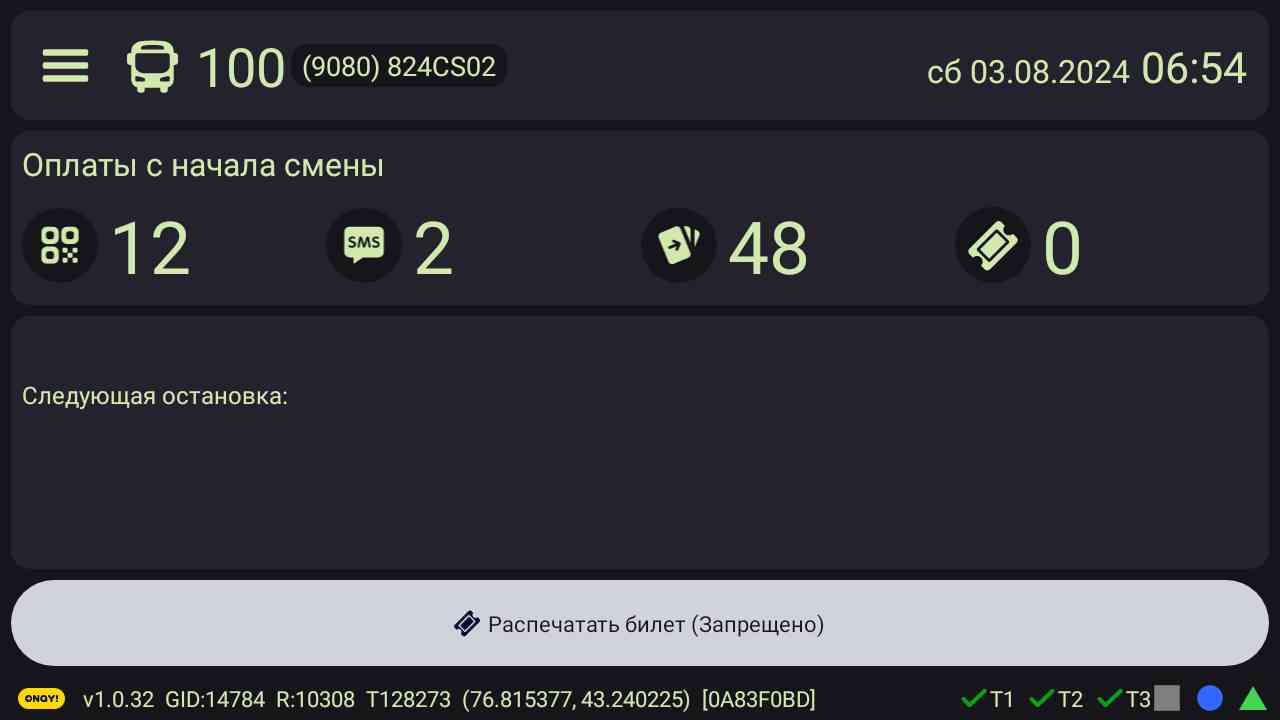 100 (9080) 824CS02 сб 03.08.2024 06:54
Оплаты с начала смены
12 SMS 2 48 0
Следующая остановка:
Распечатать билет (Запрещено)
ONAY! v1.0.32 GID:14784 R:10308 T128273 (76.815377, 43.240225) [0A83F0BD] T1 T2 T3